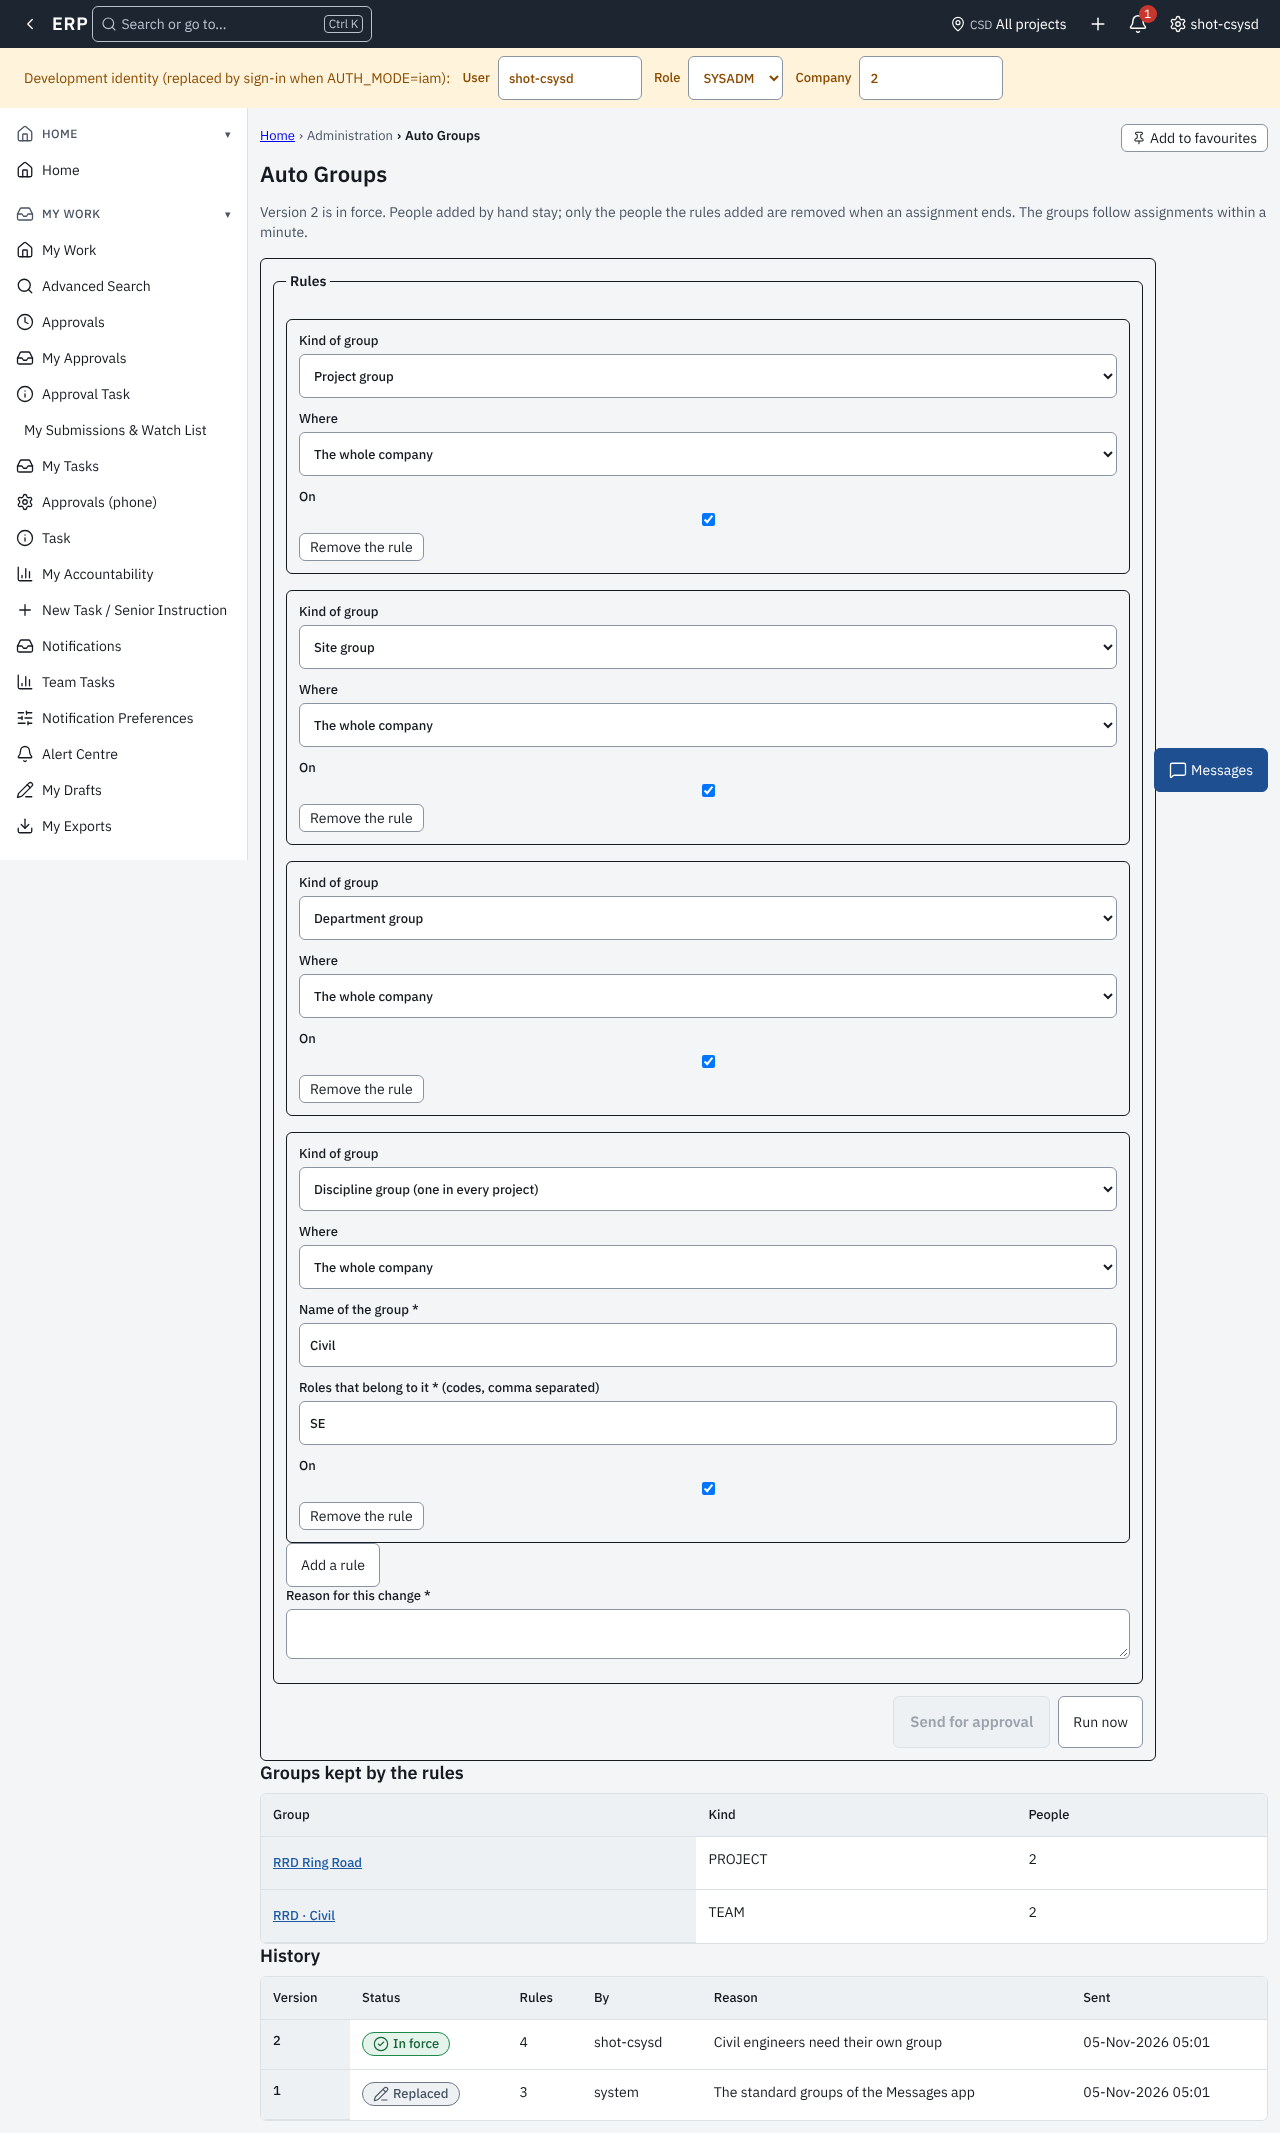 ERP
Search or go to...
Ctrl K
CSD All projects
1
shot-csysd
Development identity (replaced by sign-in when AUTH_MODE=iam):
User
shot-csysd
Role
SYSADM
Company
2
HOME
Home
MY WORK
My Work
Advanced Search
Approvals
My Approvals
Approval Task
My Submissions & Watch List
My Tasks
Approvals (phone)
Task
My Accountability
New Task / Senior Instruction
Notifications
Team Tasks
Notification Preferences
Alert Centre
My Drafts
My Exports
Home › Administration › Auto Groups
Add to favourites
Auto Groups
Version 2 is in force. People added by hand stay; only the people the rules added are removed when an assignment ends. The groups follow assignments within a
minute.
Rules
Kind of group
Project group
Where
The whole company
On
Remove the rule
Kind of group
Site group
Where
The whole company
On
Remove the rule
Messages
Kind of group
Department group
Where
The whole company
On
Remove the rule
Kind of group
Discipline group (one in every project)
Where
The whole company
Name of the group *
Civil
Roles that belong to it * (codes, comma separated)
SE
On
Remove the rule
Add a rule
Reason for this change *
Send for approval
Run now
Groups kept by the rules
Group Kind People
RRD Ring Road PROJECT 2
RRD · Civil TEAM 2
History
Version Status Rules By Reason Sent
2 In force 4 shot-csysd Civil engineers need their own group 05-Nov-2026 05:01
1 Replaced 3 system The standard groups of the Messages app 05-Nov-2026 05:01